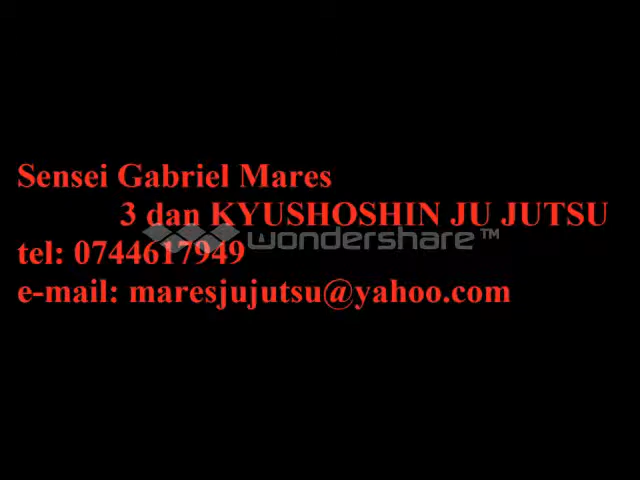 Sensei Gabriel Mares
3 dan KYUSHOSHIN JU JUTSU
wondershare™
tel: 0744617949
e-mail: maresjujutsu@yahoo.com